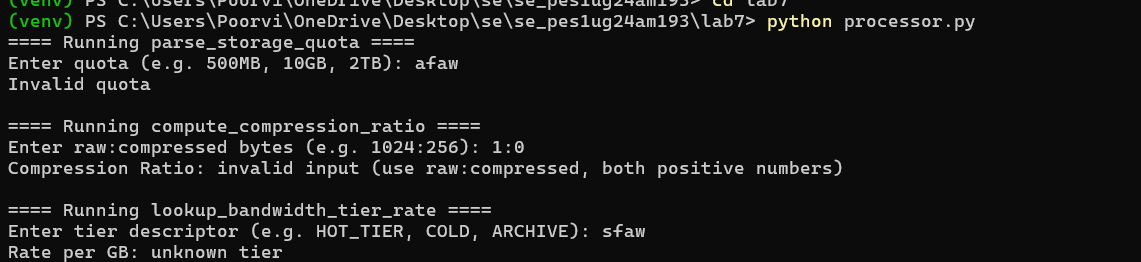 (venv) PS C:\Users\Poorvi\OneDrive\Desktop\se\se_pes1ug24am193> cd lab7
(venv) PS C:\Users\Poorvi\OneDrive\Desktop\se\se_pes1ug24am193\lab7> python processor.py
==== Running parse_storage_quota ====
Enter quota (e.g. 500MB, 10GB, 2TB): afaw
Invalid quota
==== Running compute_compression_ratio ====
Enter raw:compressed bytes (e.g. 1024:256): 1:0
Compression Ratio: invalid input (use raw:compressed, both positive numbers)
==== Running lookup_bandwidth_tier_rate ====
Enter tier descriptor (e.g. HOT_TIER, COLD, ARCHIVE): sfaw
Rate per GB: unknown tier